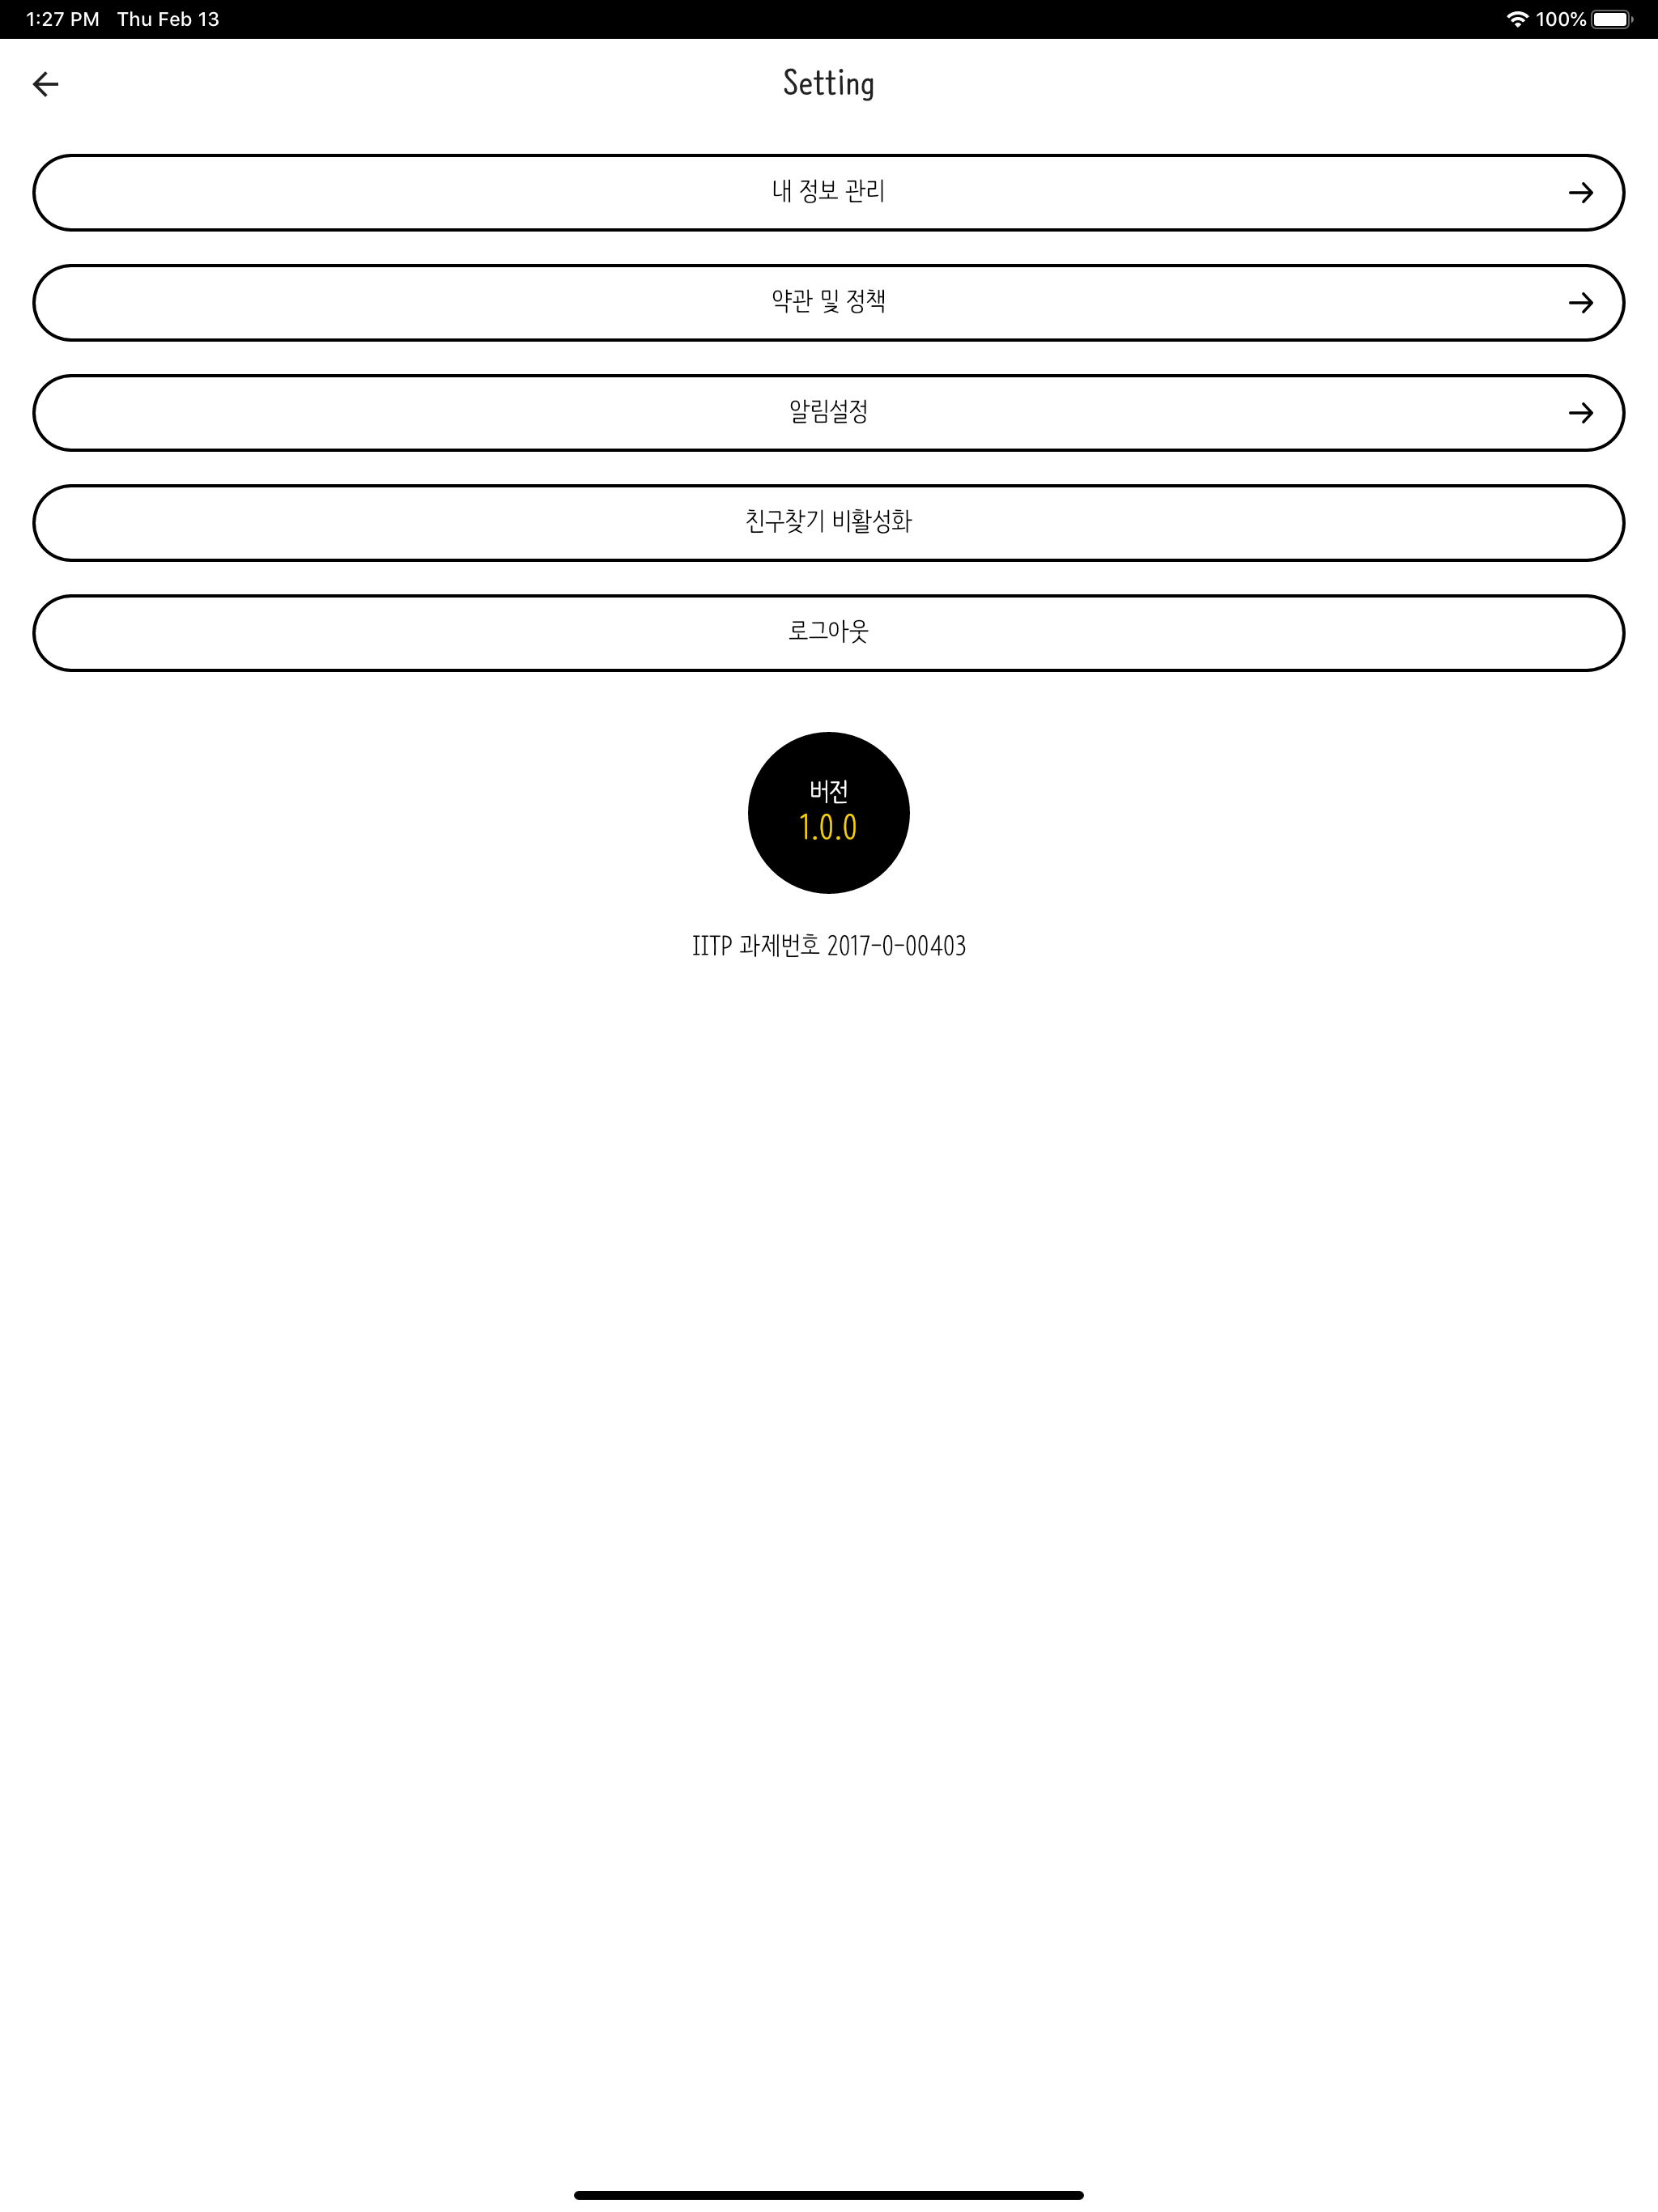 1:27 PM Thu Feb 13 100%
Setting
내 정보 관리
약관 및 정책
알림설정
친구찾기 비활성화
로그아웃
버전
1.0.0
IITP 과제번호 2017-0-00403